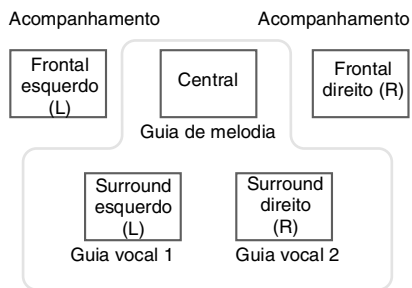 Acompanhamento
Acompanhamento
Frontal
esquerdo
(L)
Central
Frontal
direito (R)
Guia de melodia
Surround
esquerdo
(L)
Surround
direito
(R)
Guia vocal 1
Guia vocal 2